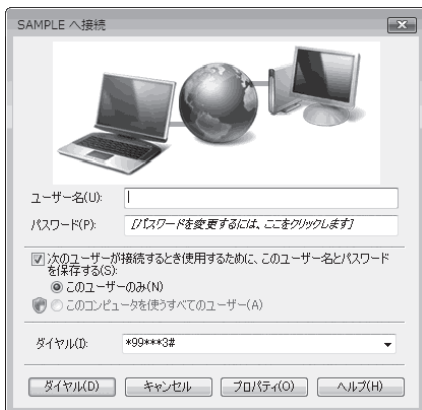 SAMPLE へ接続
ユーザー名(U):
パスワード(P): [パスワードを変更するには、ここをクリックします]
次のユーザーが接続するとき使用するために、このユーザー名とパスワード
を保存する(S):
このユーザーのみ(N)
このコンピュータを使うすべてのユーザー(A)
ダイヤル(I): *99***3#
ダイヤル(D) キャンセル プロパティ(O) ヘルプ(H)